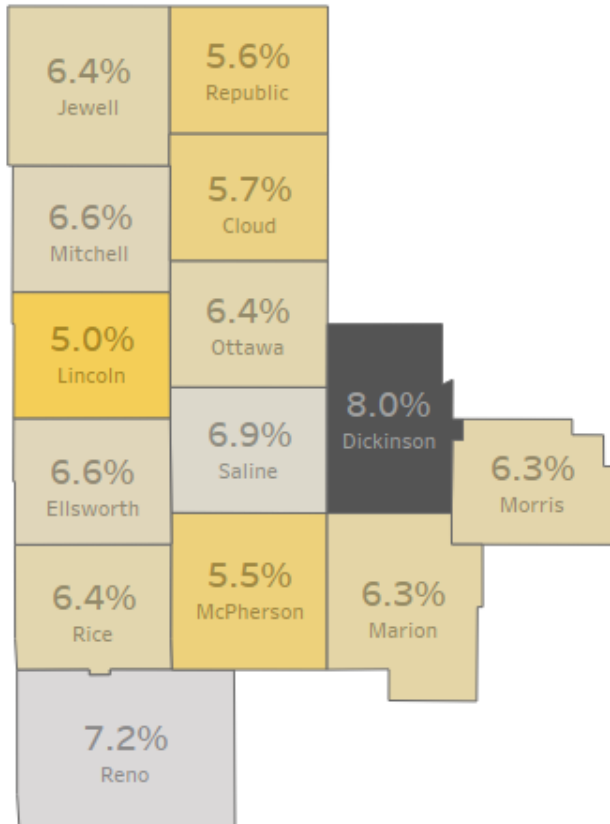 6.4%
Jewell
5.6%
Republic
6.6%
Mitchell
5.7%
Cloud
5.0%
Lincoln
6.4%
Ottawa
8.0%
Dickinson
6.6%
Ellsworth
6.9%
Saline
6.3%
Morris
6.4%
Rice
5.5%
McPherson
6.3%
Marion
7.2%
Reno